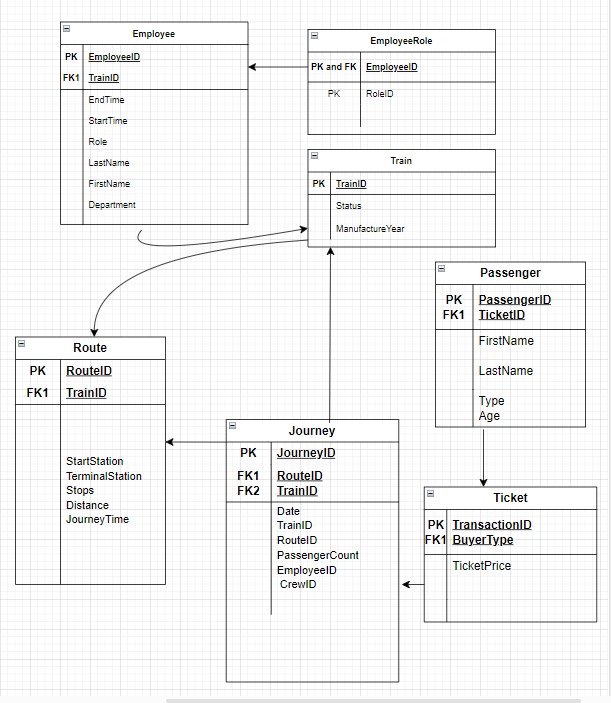 Employee
PK EmployeeID
FK1 TrainID
EndTime
StartTime
Role
LastName
FirstName
Department
EmployeeRole
PK and FK EmployeeID
PK RoleID
Train
PK TrainID
Status
ManufactureYear
Passenger
PK PassengerID
FK1 TicketID
FirstName
LastName
Type
Age
Route
PK RouteID
FK1 TrainID
StartStation
TerminalStation
Stops
Distance
JourneyTime
Journey
PK JourneyID
FK1 RouteID
FK2 TrainID
Date
TrainID
RouteID
PassengerCount
EmployeeID
CrewID
Ticket
PK TransactionID
FK1 BuyerType
TicketPrice